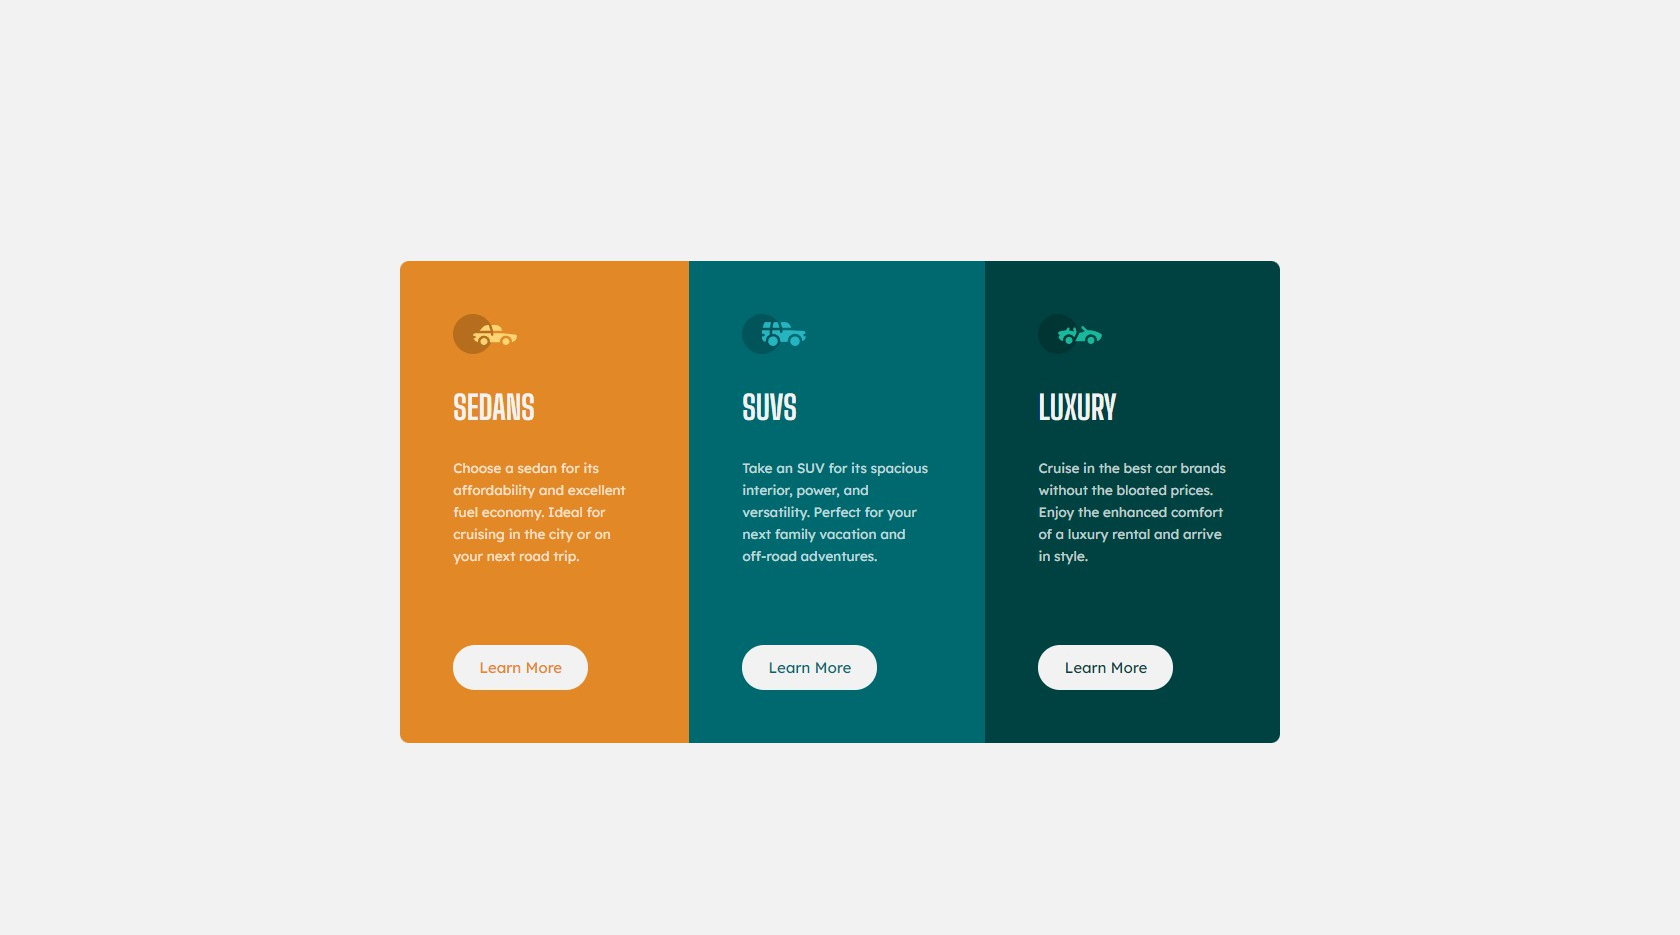 SEDANS
Choose a sedan for its
affordability and excellent
fuel economy. Ideal for
cruising in the city or on
your next road trip.
Learn More
SUVS
Take an SUV for its spacious
interior, power, and
versatility. Perfect for your
next family vacation and
off-road adventures.
Learn More
LUXURY
Cruise in the best car brands
without the bloated prices.
Enjoy the enhanced comfort
of a luxury rental and arrive
in style.
Learn More